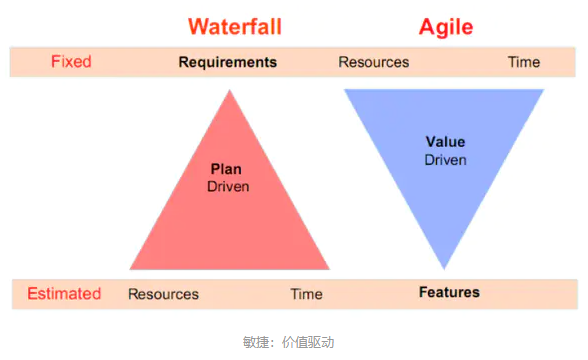 Waterfall Agile
Fixed Requirements Resources Time
Plan
Driven
Value
Driven
Estimated Resources Time Features
敏捷：价值驱动